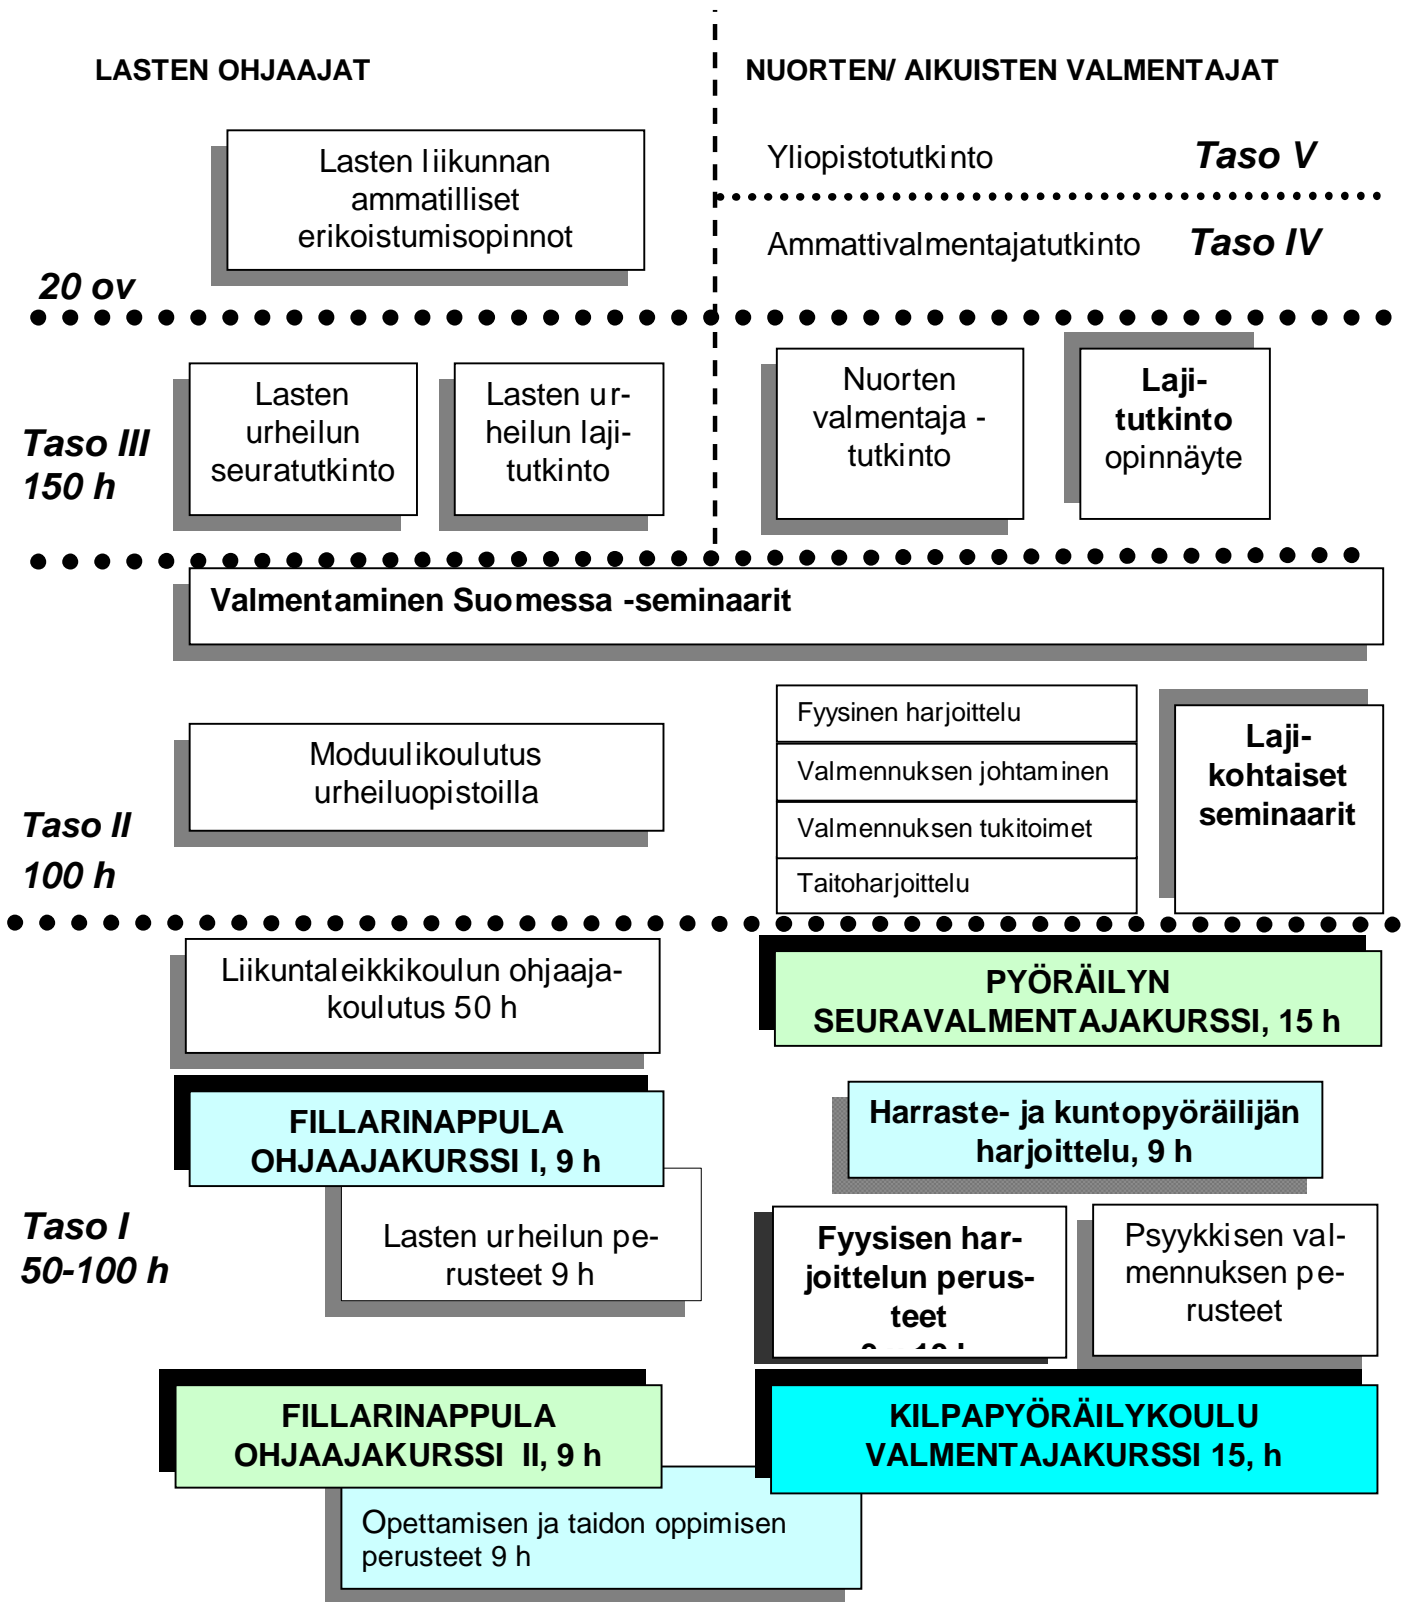 LASTEN OHJAAJAT
NUORTEN/ AIKUISTEN VALMENTAJAT
Lasten liikunnan
ammatilliset
erikoistumisopinnot
Yliopistotutkinto Taso V
Ammattivalmentajatutkinto Taso IV
20 ov
Taso III
150 h
Lasten
urheilun
seuratutkinto
Lasten ur-
heilun laji-
tutkinto
Nuorten
valmentaja -
tutkinto
Laji-
tutkinto
opinnäyte
Valmentaminen Suomessa -seminaarit
Taso II
100 h
Moduulikoulutus
urheiluopistoilla
Fyysinen harjoittelu
Valmennuksen johtaminen
Valmennuksen tukitoimet
Taitoharjoittelu
Laji-
kohtaiset
seminaarit
Liikuntaleikkikoulun ohjaaja-
koulutus 50 h
PYÖRÄILYN
SEURAVALMENTAJAKURSSI, 15 h
FILLARINAPPULA
OHJAAJAKURSSI I, 9 h
Harraste- ja kuntopyöräilijän
harjoittelu, 9 h
Taso I
50-100 h
Lasten urheilun pe-
rusteet 9 h
Fyysisen har-
joittelun perus-
teet
Psyykkisen val-
mennuksen pe-
rusteet
FILLARINAPPULA
OHJAAJAKURSSI II, 9 h
KILPAPYÖRÄILYKOULU
VALMENTAJAKURSSI 15, h
Opettamisen ja taidon oppimisen
perusteet 9 h